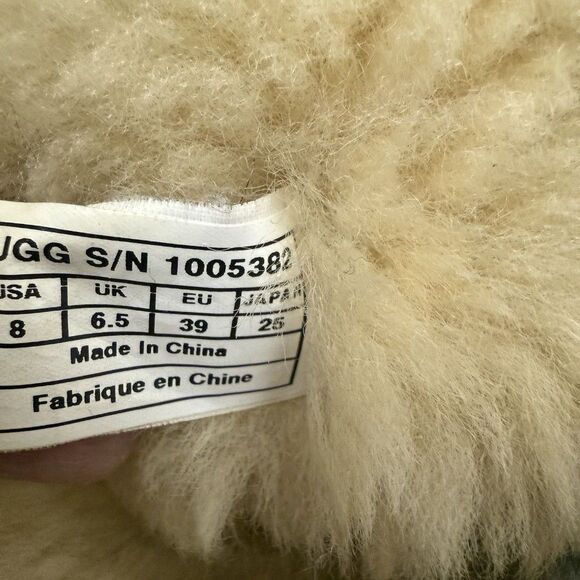 UGG S/N 1005382
USA UK EU JAPAN
8 6.5 39 25
Made In China
Fabrique en Chine